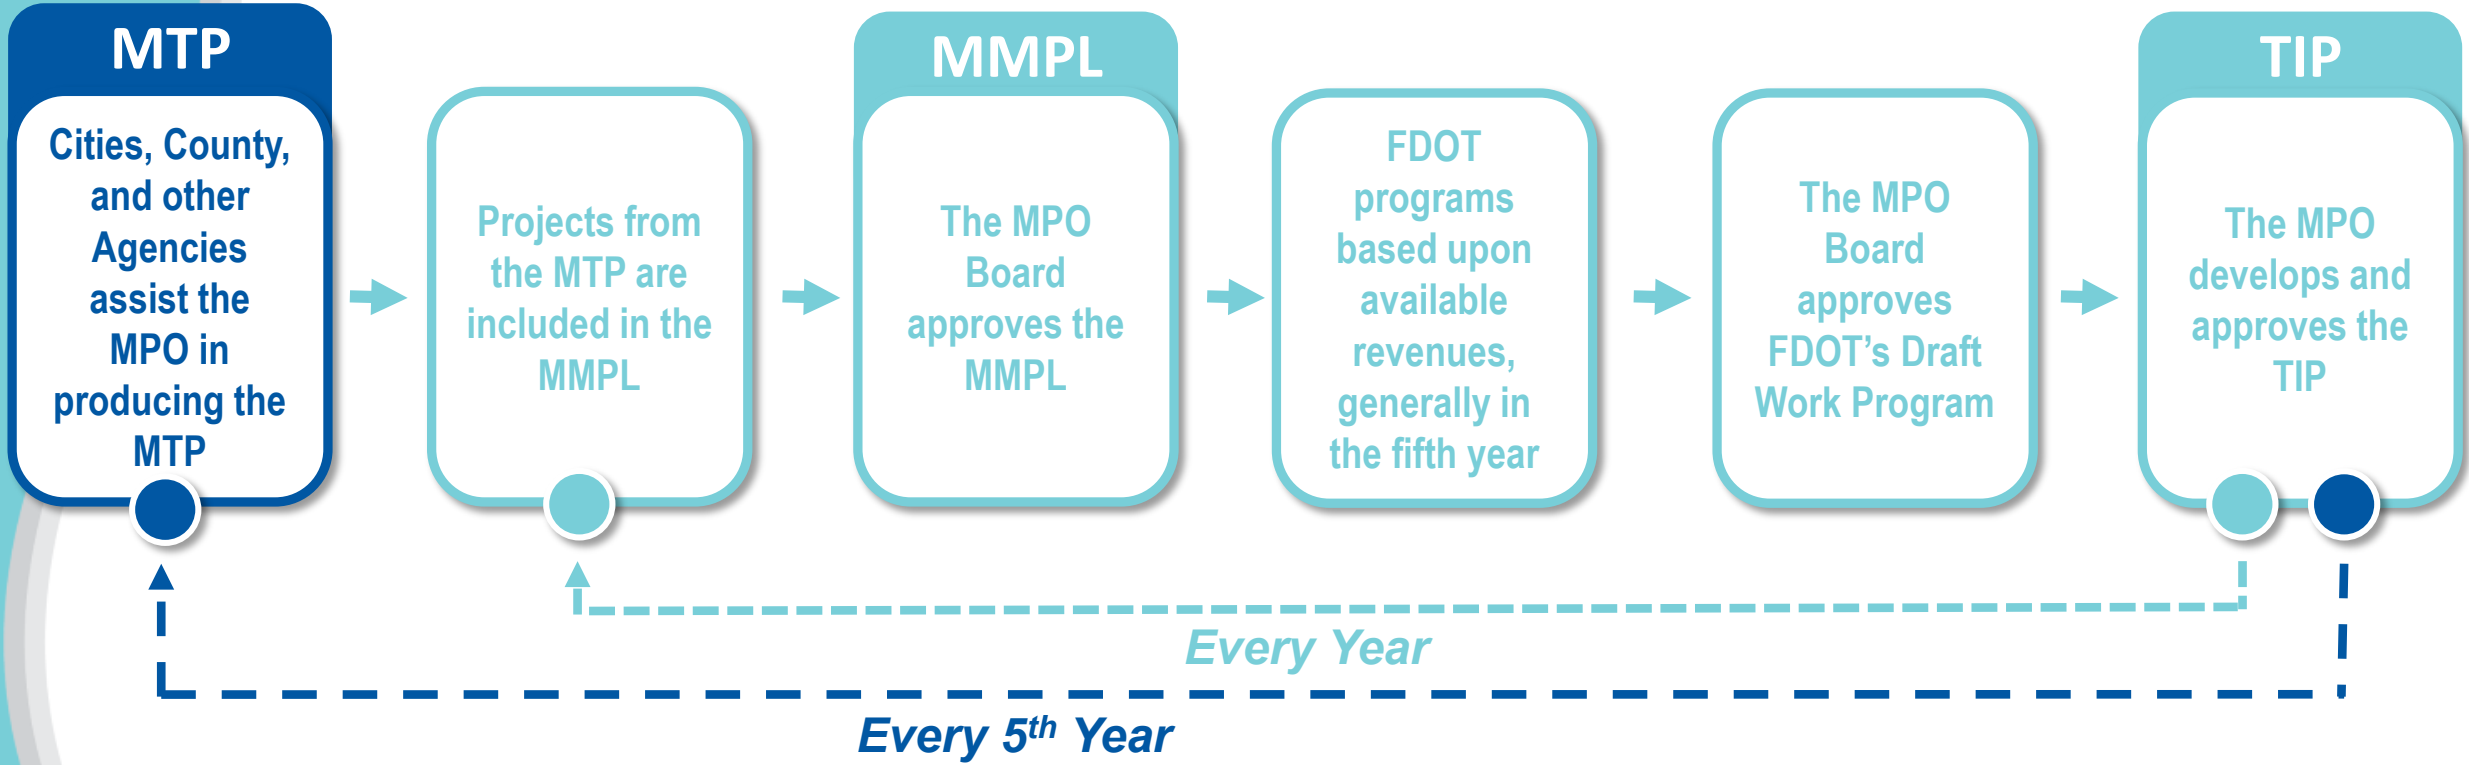 MTP
Cities, County,
and other
Agencies
assist the
MPO in
producing the
MTP
Projects from
the MTP are
included in the
MMPL
MMPL
The MPO
Board
approves the
MMPL
FDOT
programs
based upon
available
revenues,
generally in
the fifth year
The MPO
Board
approves
FDOT’s Draft
Work Program
TIP
The MPO
develops and
approves the
TIP
Every Year
Every 5th Year